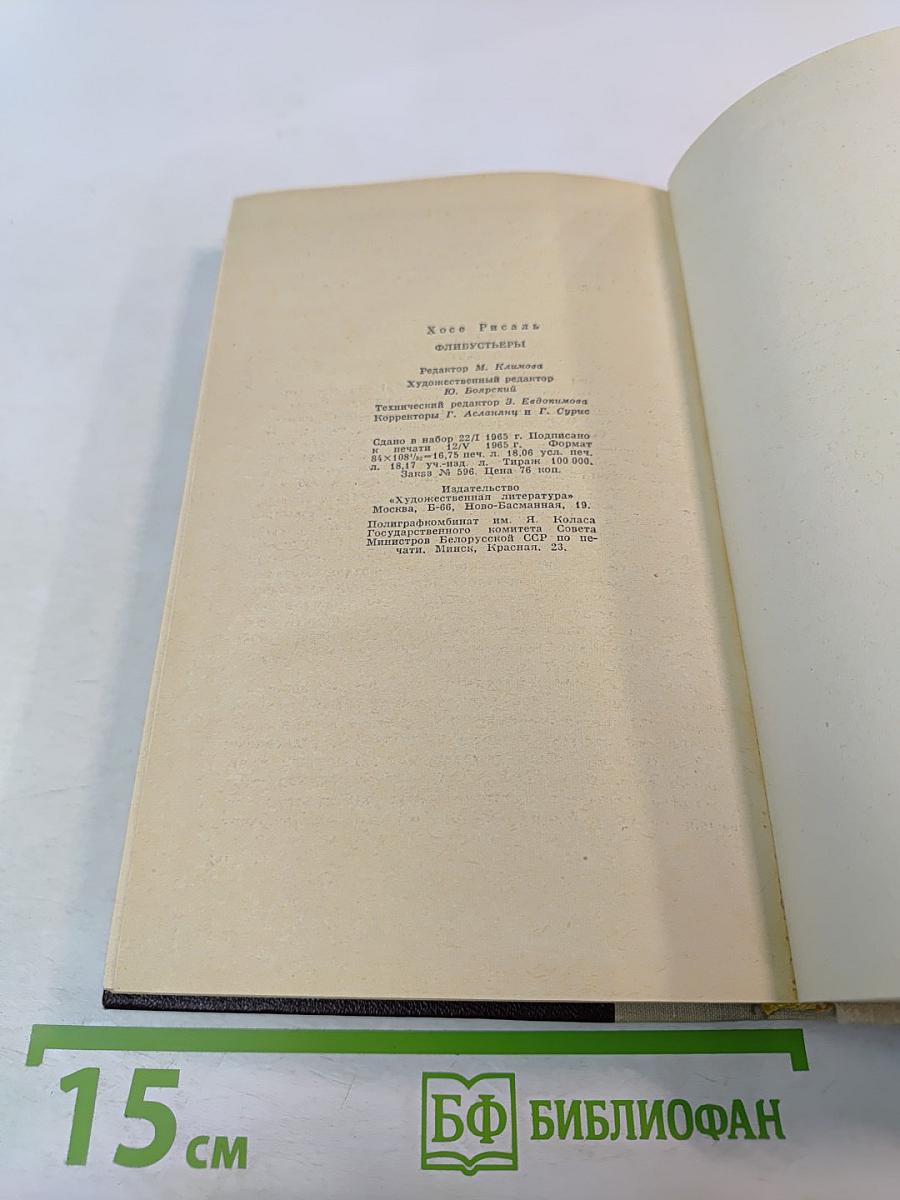 Хосе Рисаль
ФЛИБУСТЬЕРЫ
Редактор М. Климова
Художественный редактор
Ю. Боярский
Технический редактор З. Евдокимова
Корректоры Г. Асланянц и Г. Сурис
Сдано в набор 22/I 1965 г. Подписано
к печати 12/V 1965 г. Формат
84×108¹/₃₂=16,75 печ. л. 18,06 усл. печ.
л. 18,17 уч.-изд. л. Тираж 100 000.
Заказ № 596. Цена 76 коп.
Издательство
«Художественная литература»
Москва, Б-66, Ново-Басманная, 19.
Полиграфкомбинат им. Я. Коласа
Государственного комитета Совета
Министров Белорусской ССР по пе-
чати. Минск, Красная. 23.
15 см
БФ БИБЛИОФАН